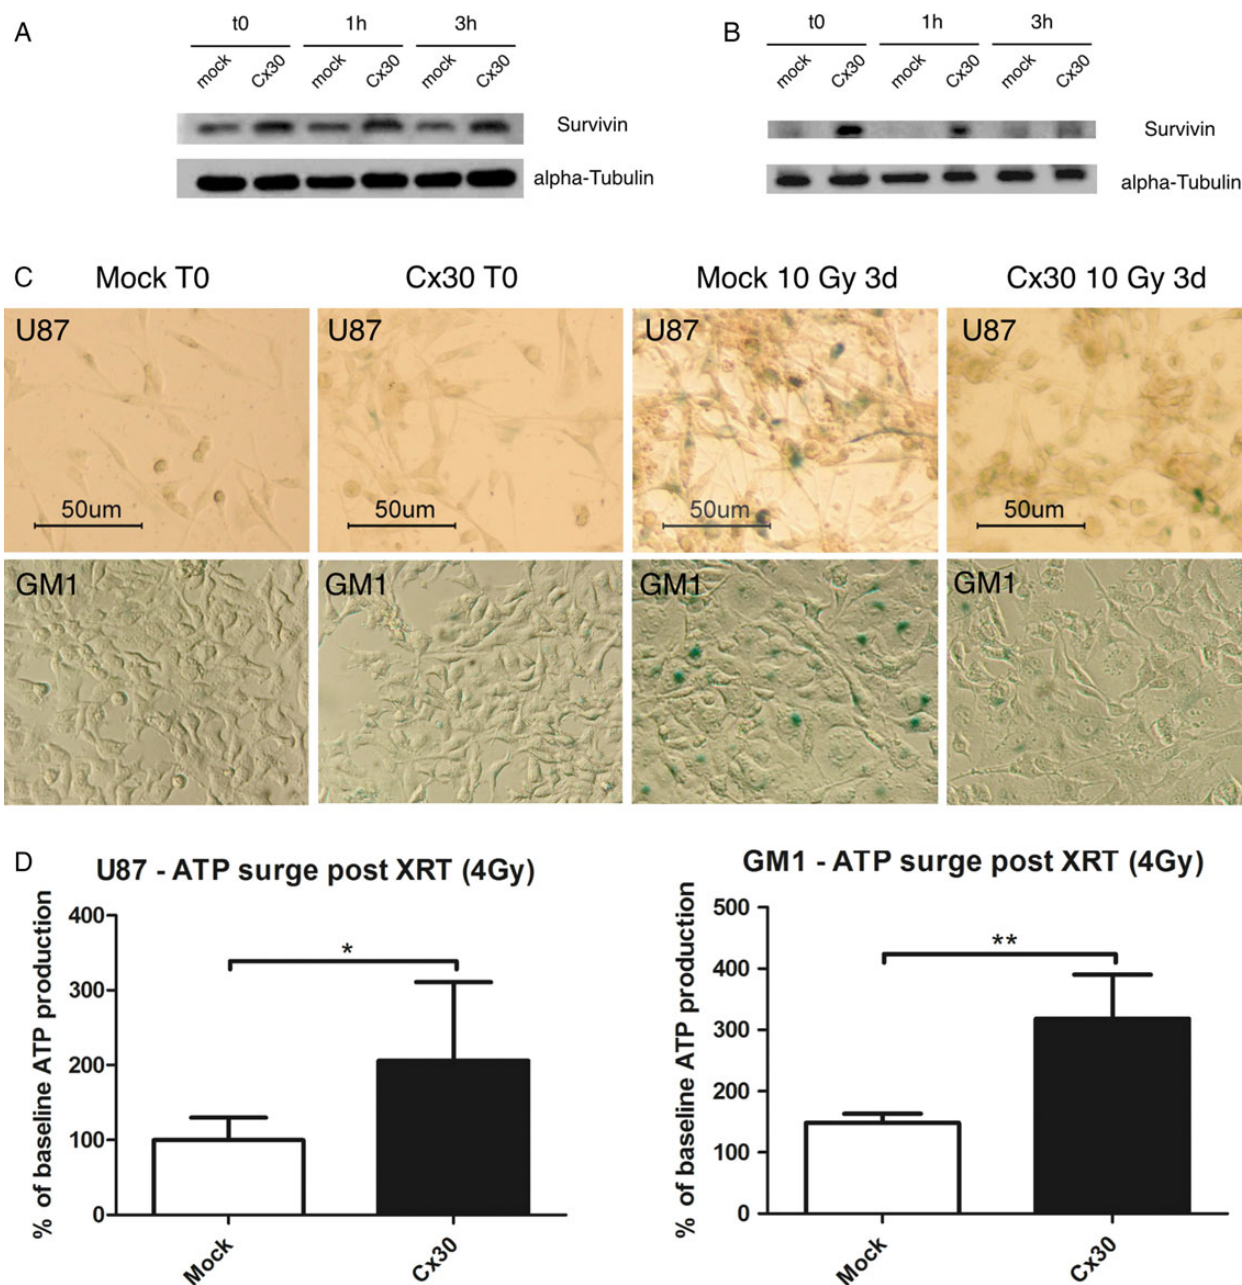 A
t0 1h 3h
mock Cx30 mock Cx30 mock Cx30
Survivin
alpha-Tubulin
B
t0 1h 3h
mock Cx30 mock Cx30 mock Cx30
Survivin
alpha-Tubulin
C Mock T0 Cx30 T0 Mock 10 Gy 3d Cx30 10 Gy 3d
U87 U87 U87 U87
50um 50um 50um 50um
GM1 GM1 GM1 GM1
D
U87 - ATP surge post XRT (4Gy)
% of baseline ATP production
400
300
200
100
0
*
Mock Cx30
GM1 - ATP surge post XRT (4Gy)
% of baseline ATP production
500
400
300
200
100
0
**
Mock Cx30